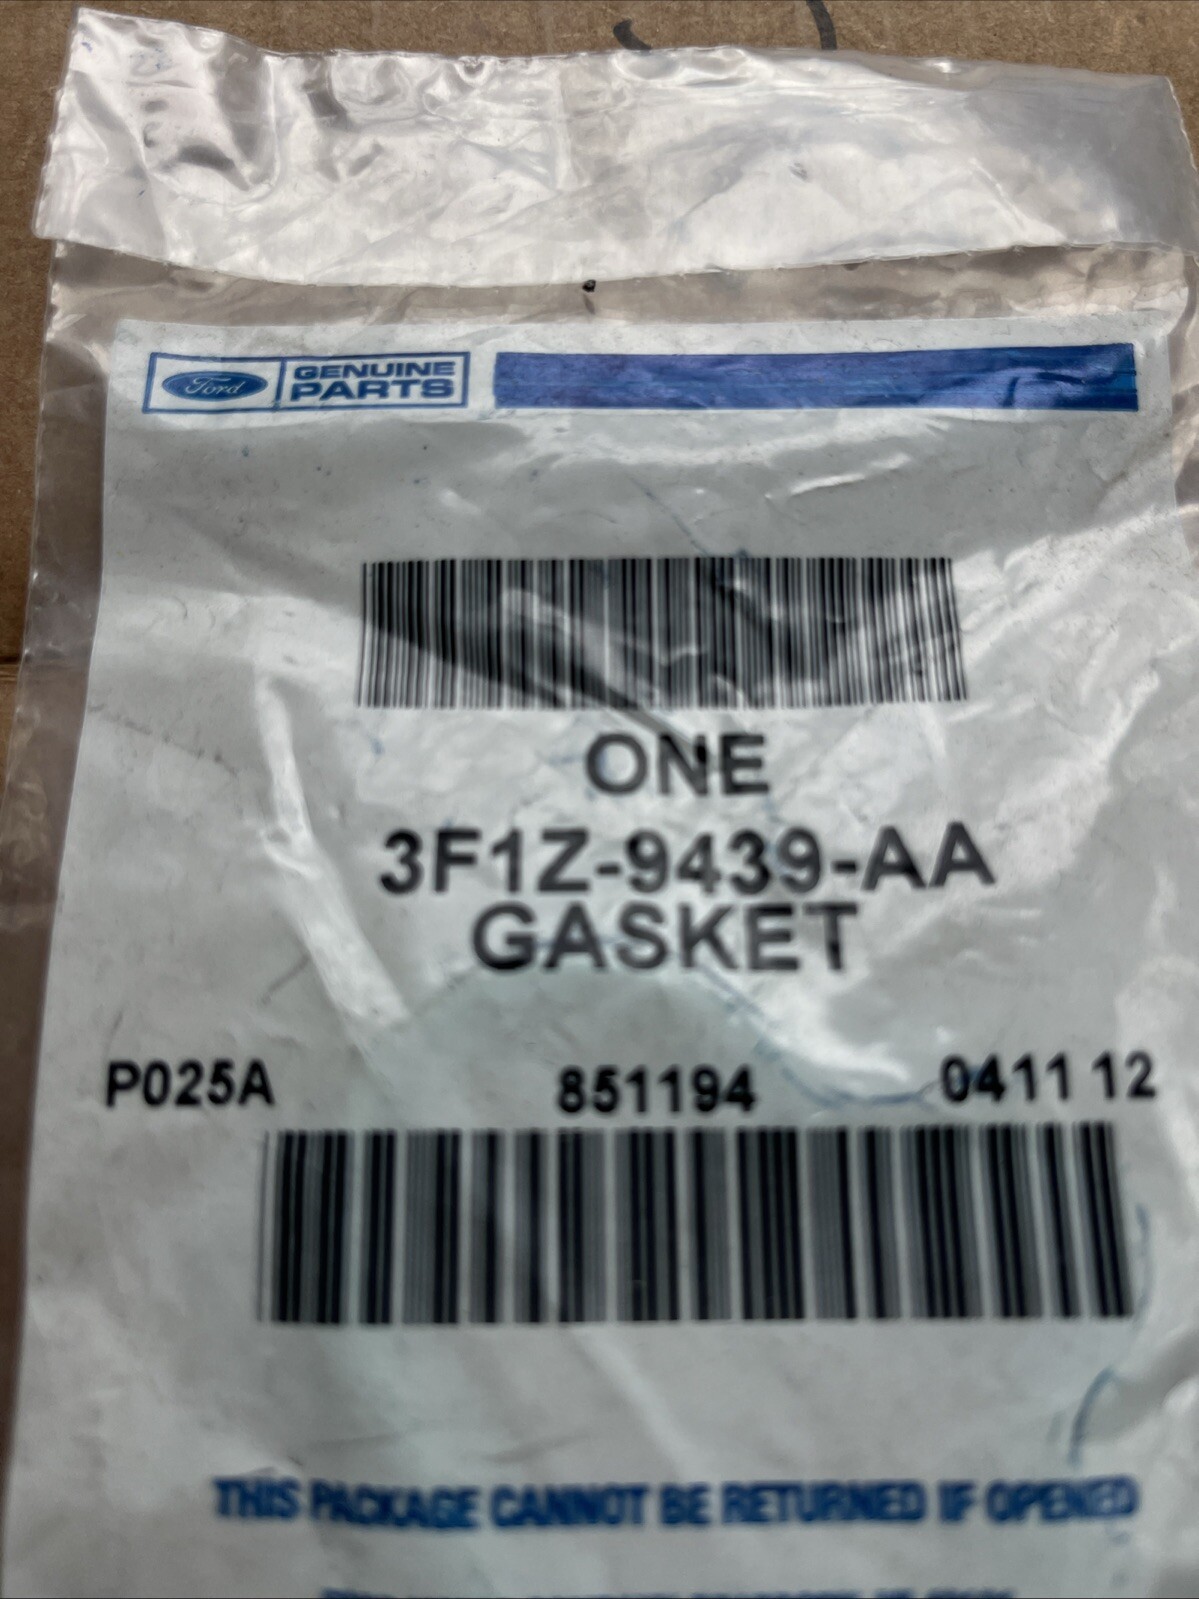 Ford GENUINE
PARTS
ONE
3F1Z-9439-AA
GASKET
P025A 851194 0411 12
THIS PACKAGE CANNOT BE RETURNED IF OPENED